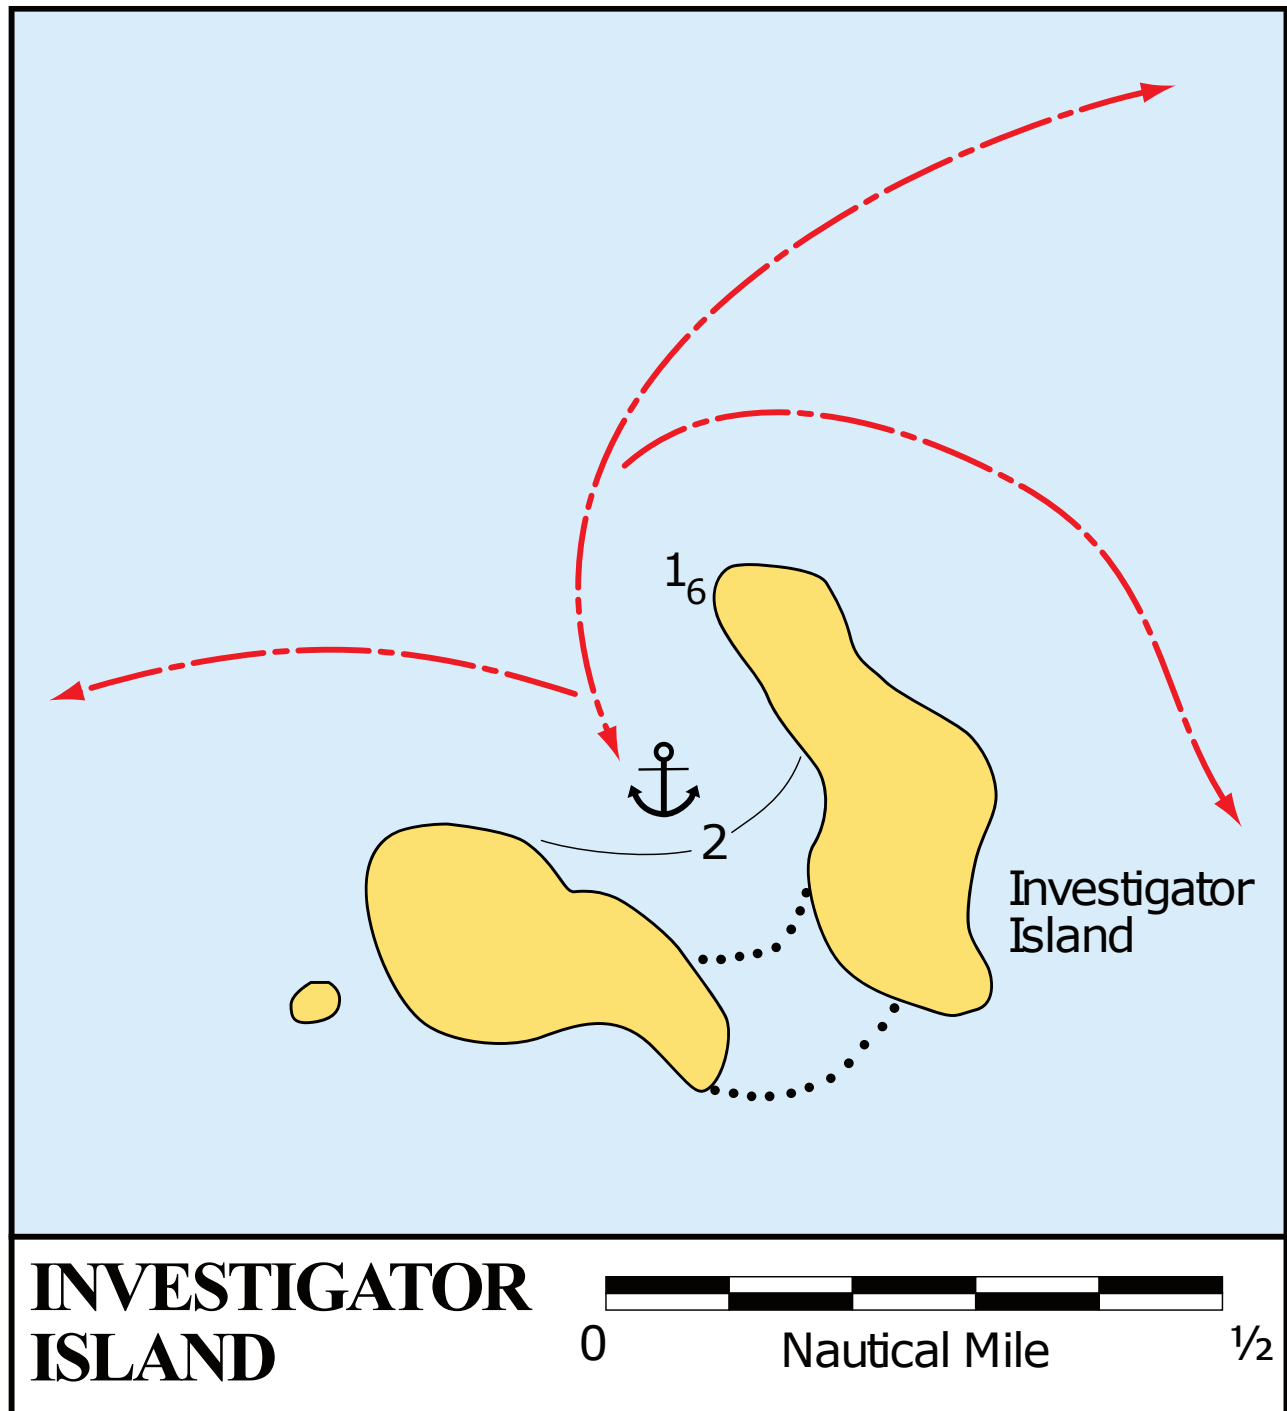 1₆
2
Investigator
Island
INVESTIGATOR
ISLAND
0 Nautical Mile ½